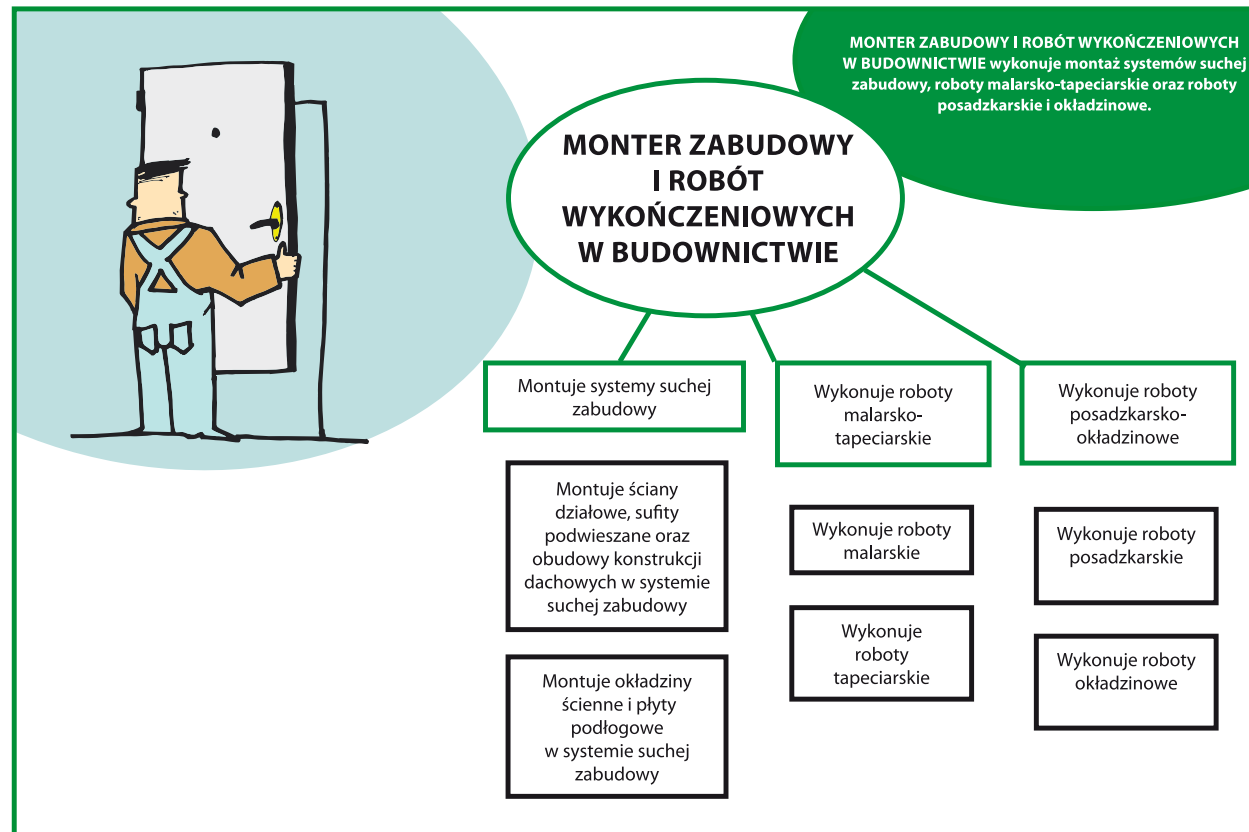 MONTER ZABUDOWY I ROBÓT WYKOŃCZENIOWYCH
W BUDOWNICTWIE wykonuje montaż systemów suchej
zabudowy, roboty malarsko-tapeciarskie oraz roboty
posadzkarskie i okładzinowe.
MONTER ZABUDOWY
I ROBÓT
WYKOŃCZENIOWYCH
W BUDOWNICTWIE
Montuje systemy suchej
zabudowy
Montuje ściany
działowe, sufity
podwieszane oraz
obudowy konstrukcji
dachowych w systemie
suchej zabudowy
Montuje okładziny
ścienne i płyty
podłogowe
w systemie suchej
zabudowy
Wykonuje roboty
malarsko-
tapeciarskie
Wykonuje roboty
malarskie
Wykonuje
roboty
tapeciarskie
Wykonuje roboty
posadzkarsko-
okładzinowe
Wykonuje roboty
posadzkarskie
Wykonuje roboty
okładzinowe